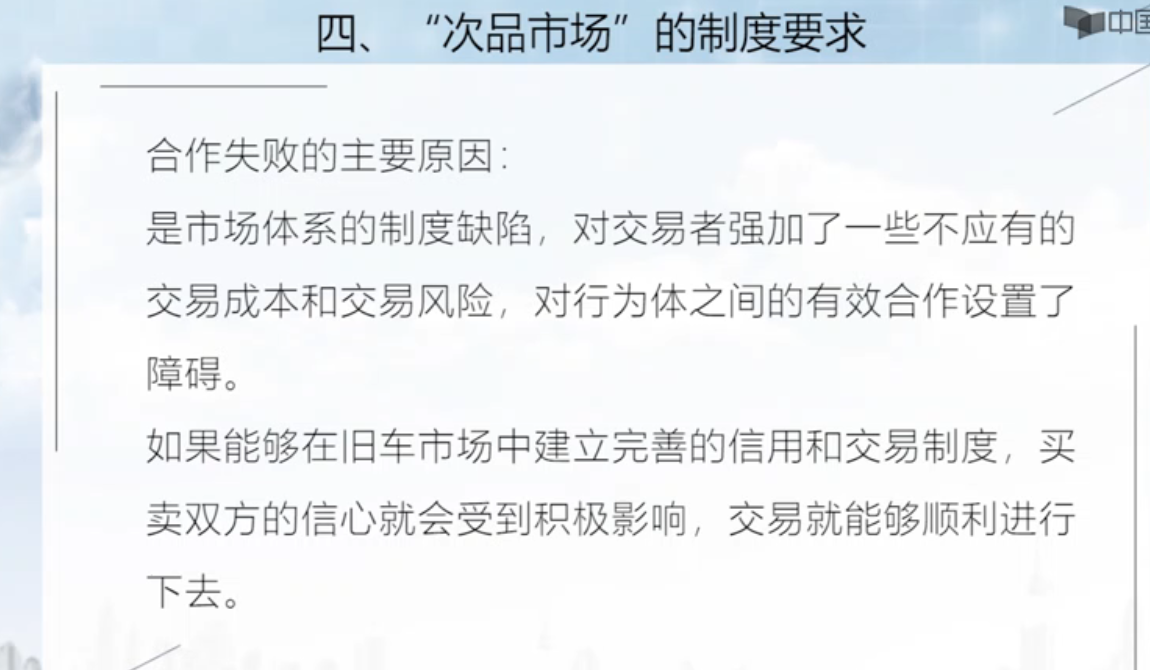 四、“次品市场”的制度要求
中国
合作失败的主要原因：
是市场体系的制度缺陷，对交易者强加了一些不应有的
交易成本和交易风险，对行为体之间的有效合作设置了
障碍。
如果能够在旧车市场中建立完善的信用和交易制度，买
卖双方的信心就会受到积极影响，交易就能够顺利进行
下去。